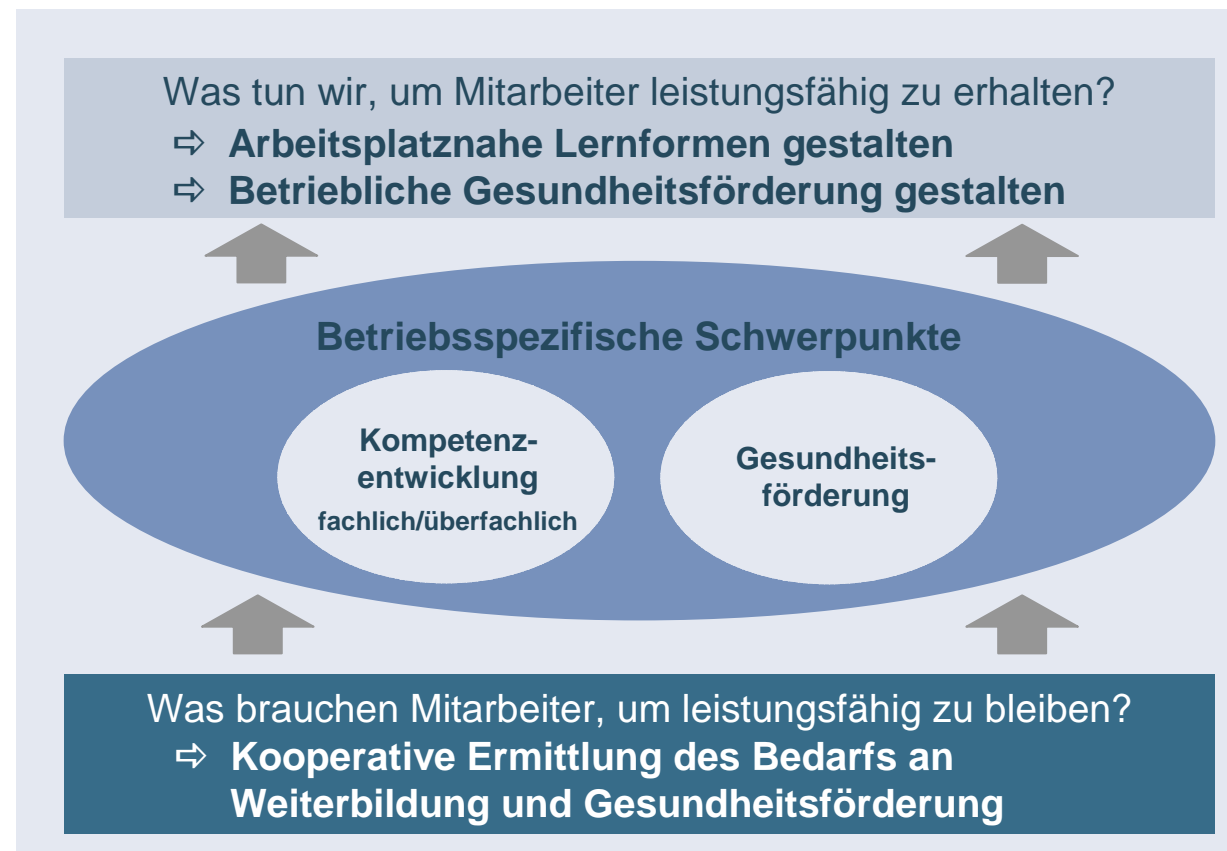 Was tun wir, um Mitarbeiter leistungsfähig zu erhalten?
⇨ Arbeitsplatznahe Lernformen gestalten
⇨ Betriebliche Gesundheitsförderung gestalten
Betriebsspezifische Schwerpunkte
Kompetenz-
entwicklung
fachlich/überfachlich
Gesundheits-
förderung
Was brauchen Mitarbeiter, um leistungsfähig zu bleiben?
⇨ Kooperative Ermittlung des Bedarfs an
Weiterbildung und Gesundheitsförderung